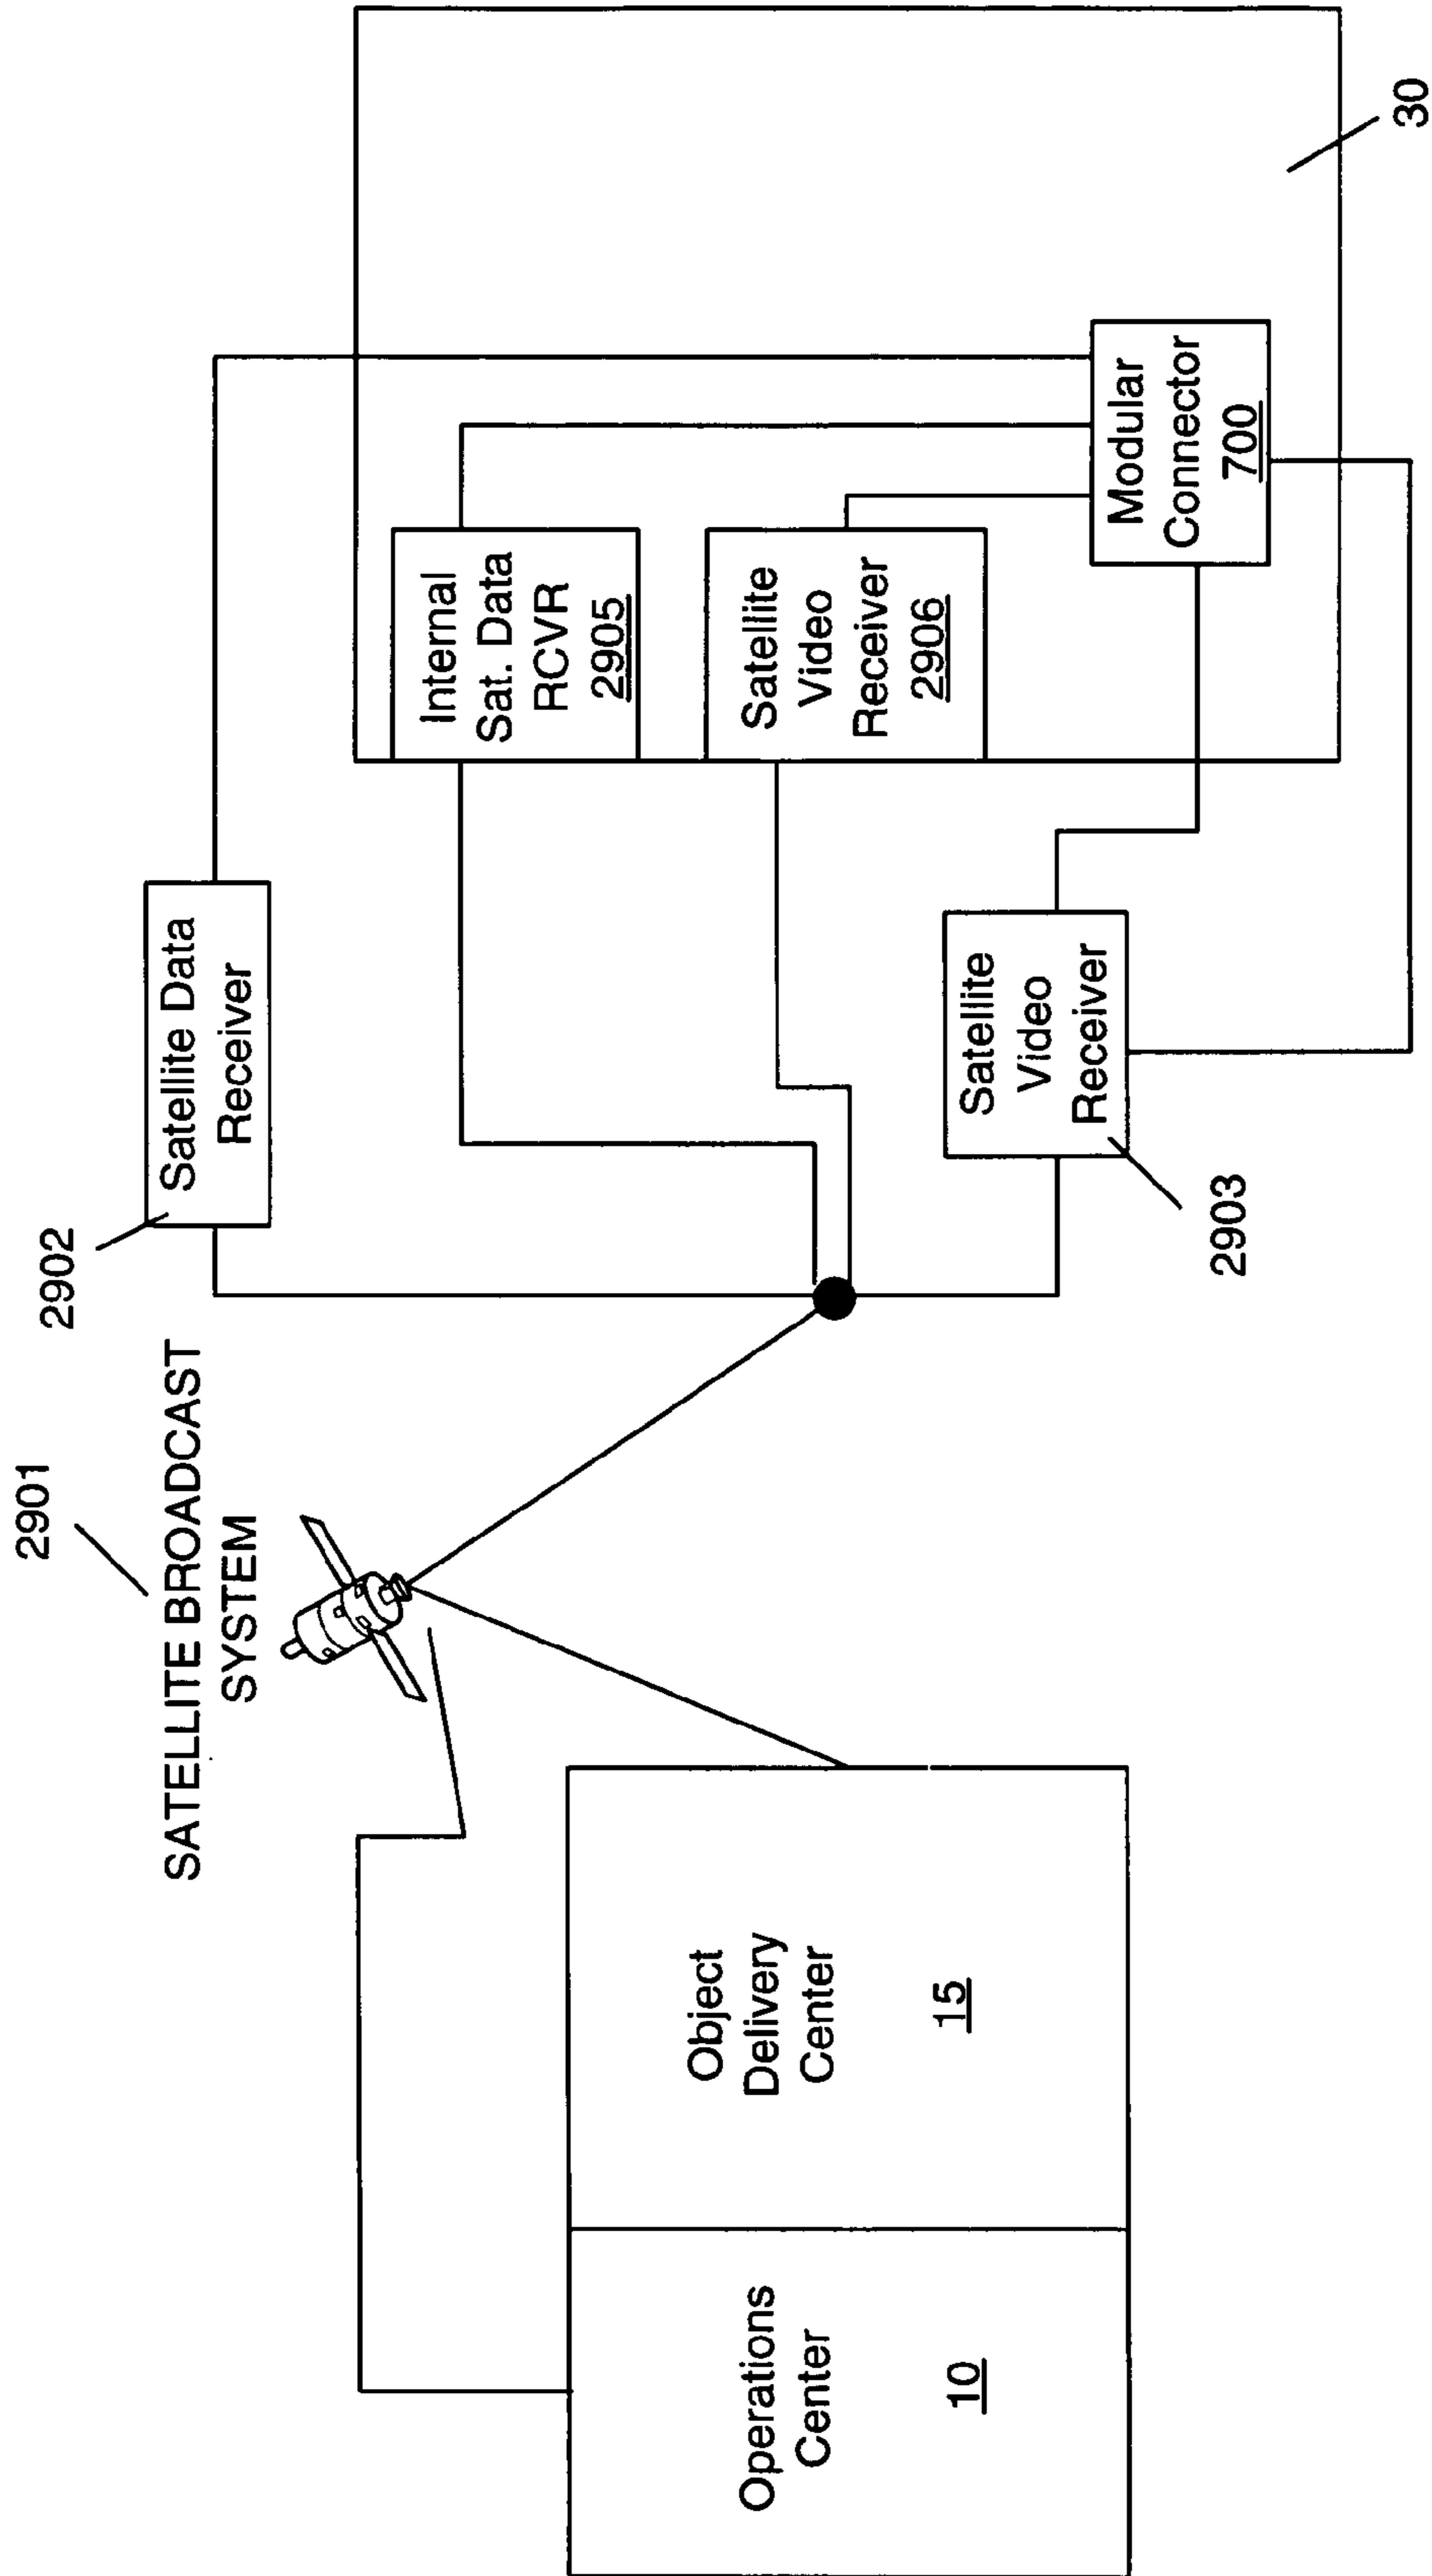 2901
SATELLITE BROADCAST
SYSTEM
2902
Satellite Data
Receiver
Internal
Sat. Data
RCVR
2905
Satellite
Video
Receiver
2906
Satellite
Video
Receiver
2903
Modular
Connector
700
30
Operations
Center
10
Object
Delivery
Center
15